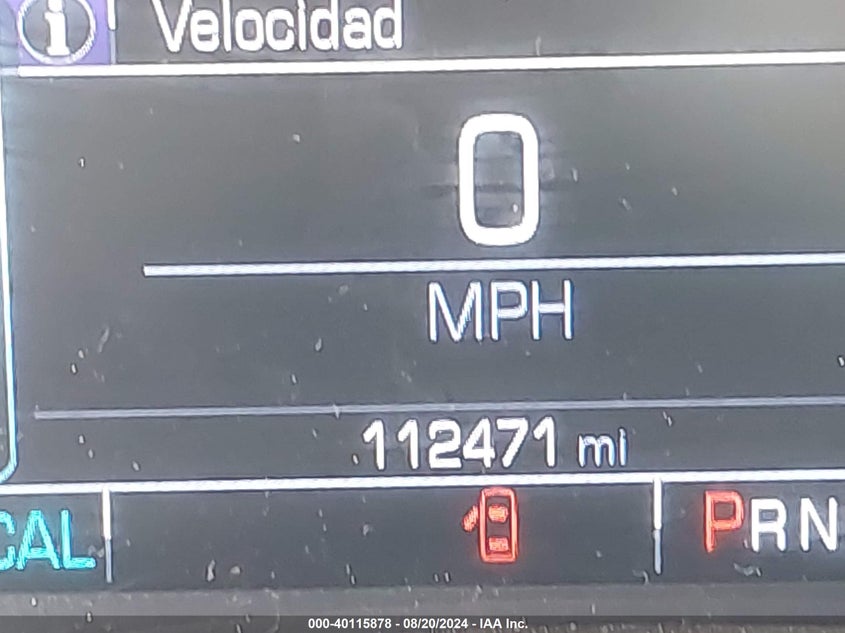 Velocidad
0
MPH
112471 mi
CAL PRN
000-40115878 - 08/20/2024 - IAA Inc.